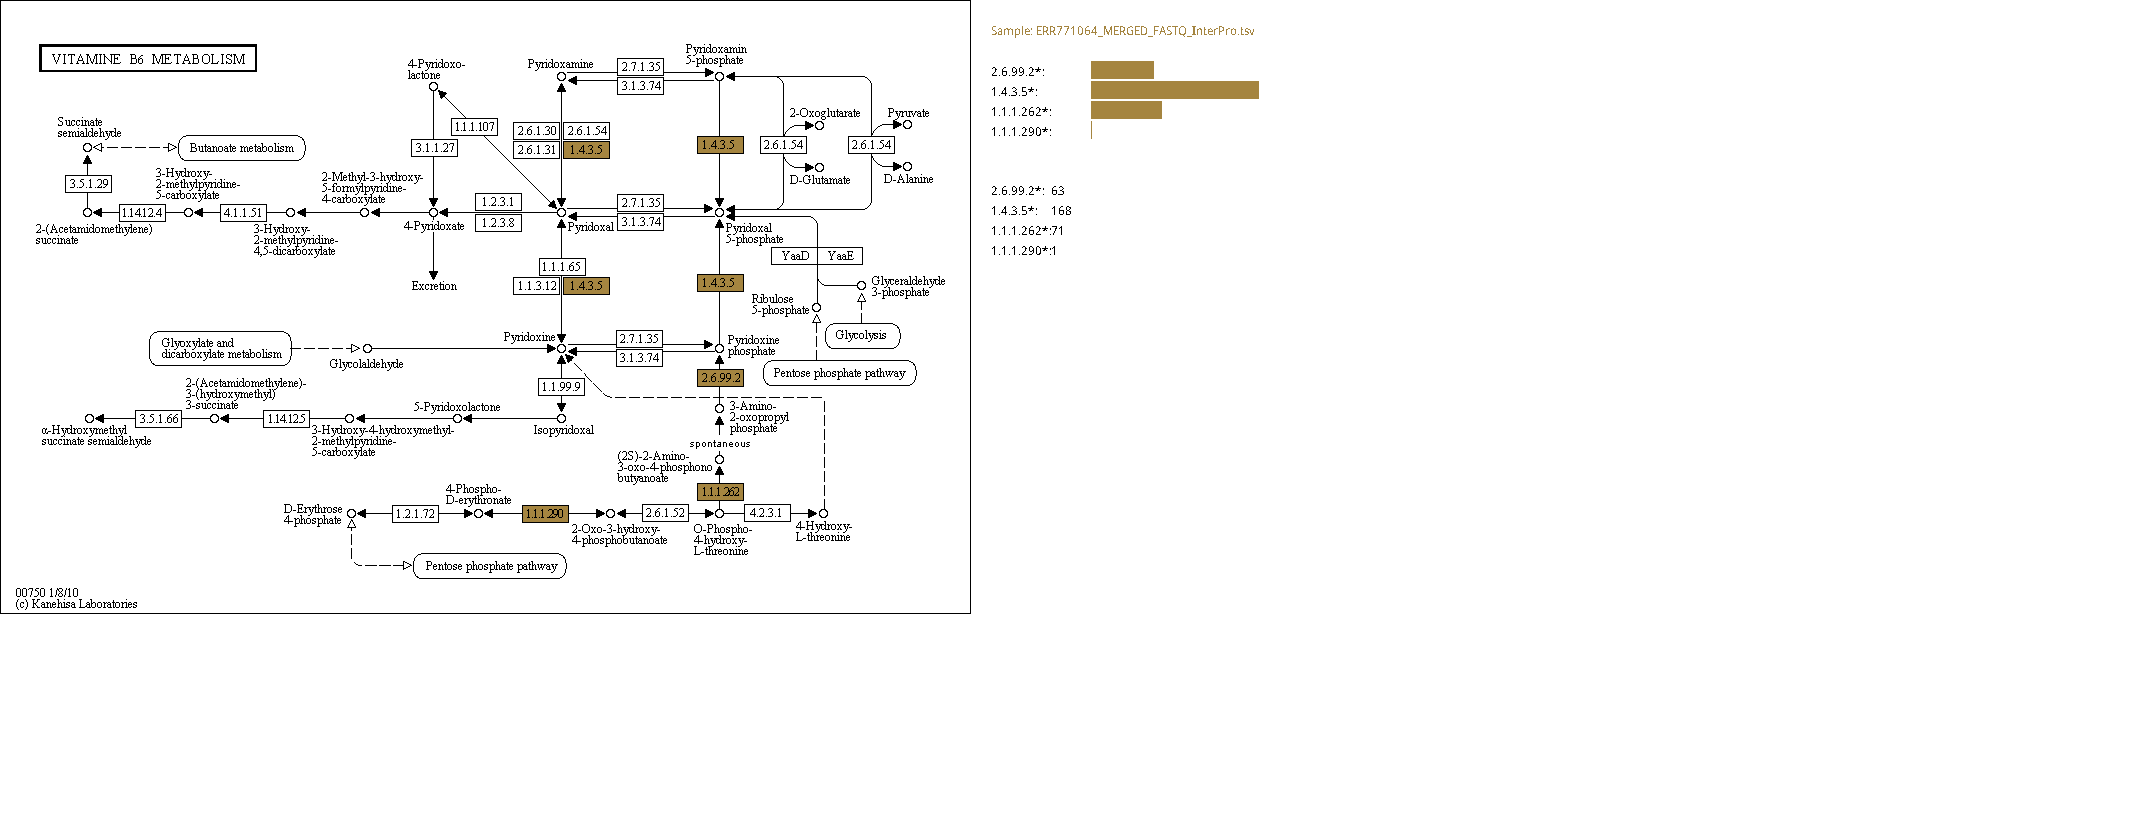 VITAMINE B6 METABOLISM
4-Pyridoxo-
lactone
Pyridoxamine
2.7.1.35
3.1.3.74
Pyridoxamin
5-phosphate
Succinate
semialdehyde
Butanoate metabolism
1.1.1.107
3.1.1.27
2.6.1.30
2.6.1.54
2.6.1.31
1.4.3.5
1.4.3.5
2-Oxoglutarate
2.6.1.54
D-Glutamate
Pyruvate
2.6.1.54
D-Alanine
3.5.1.29
3-Hydroxy-
2-methylpyridine-
5-carboxylate
2-Methyl-3-hydroxy-
5-formylpyridine-
4-carboxylate
1.14.12.4
4.1.1.51
1.2.3.1
1.2.3.8
2.7.1.35
3.1.3.74
2-(Acetamidomethylene)
succinate
3-Hydroxy-
2-methylpyridine-
4,5-dicarboxylate
4-Pyridoxate
Pyridoxal
Pyridoxal
5-phosphate
YaaD
YaaE
1.1.1.65
1.1.3.12
1.4.3.5
1.4.3.5
Excretion
Glyceraldehyde
3-phosphate
Ribulose
5-phosphate
Glycolysis
Glyoxylate and
dicarboxylate metabolism
Glycolaldehyde
Pyridoxine
2.7.1.35
3.1.3.74
Pyridoxine
phosphate
Pentose phosphate pathway
1.1.99.9
2.6.99.2
2-(Acetamidomethylene)-
3-(hydroxymethyl)
3-succinate
5-Pyridoxolactone
3-Amino-
2-oxopropyl
phosphate
3.5.1.66
1.14.12.5
α-Hydroxymethyl
succinate semialdehyde
3-Hydroxy-4-hydroxymethyl-
2-methylpyridine-
5-carboxylate
Isopyridoxal
spontaneous
(2S)-2-Amino-
3-oxo-4-phosphono
butyanoate
1.1.1.262
D-Erythrose
4-phosphate
1.2.1.72
4-Phospho-
D-erythronate
1.1.1.290
2-Oxo-3-hydroxy-
4-phosphobutanoate
2.6.1.52
O-Phospho-
4-hydroxy-
L-threonine
4.2.3.1
4-Hydroxy-
L-threonine
Pentose phosphate pathway
00750 1/8/10
(c) Kanehisa Laboratories
Sample: ERR771064_MERGED_FASTQ_InterPro.tsv
2.6.99.2*:
1.4.3.5*:
1.1.1.262*:
1.1.1.290*:
2.6.99.2*: 63
1.4.3.5*: 168
1.1.1.262*:71
1.1.1.290*:1